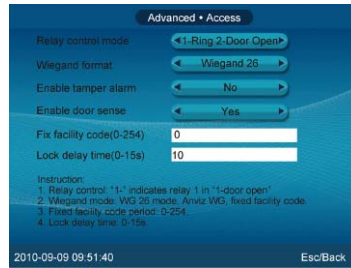 Advanced • Access
Relay control mode 1-Ring 2-Door Open
Wiegand format Wiegand 26
Enable tamper alarm No
Enable door sense Yes
Fix facility code(0-254) 0
Lock delay time(0-15s) 10
Instruction:
1. Relay control: "1-" indicates relay 1 in "1-door open"
2. Wiegand mode: WG 26 mode, Anviz WG, fixed facility code.
3. Fixed facility code period: 0-254.
4. Lock delay time: 0-15s.
2010-09-09 09:51:40 Esc/Back